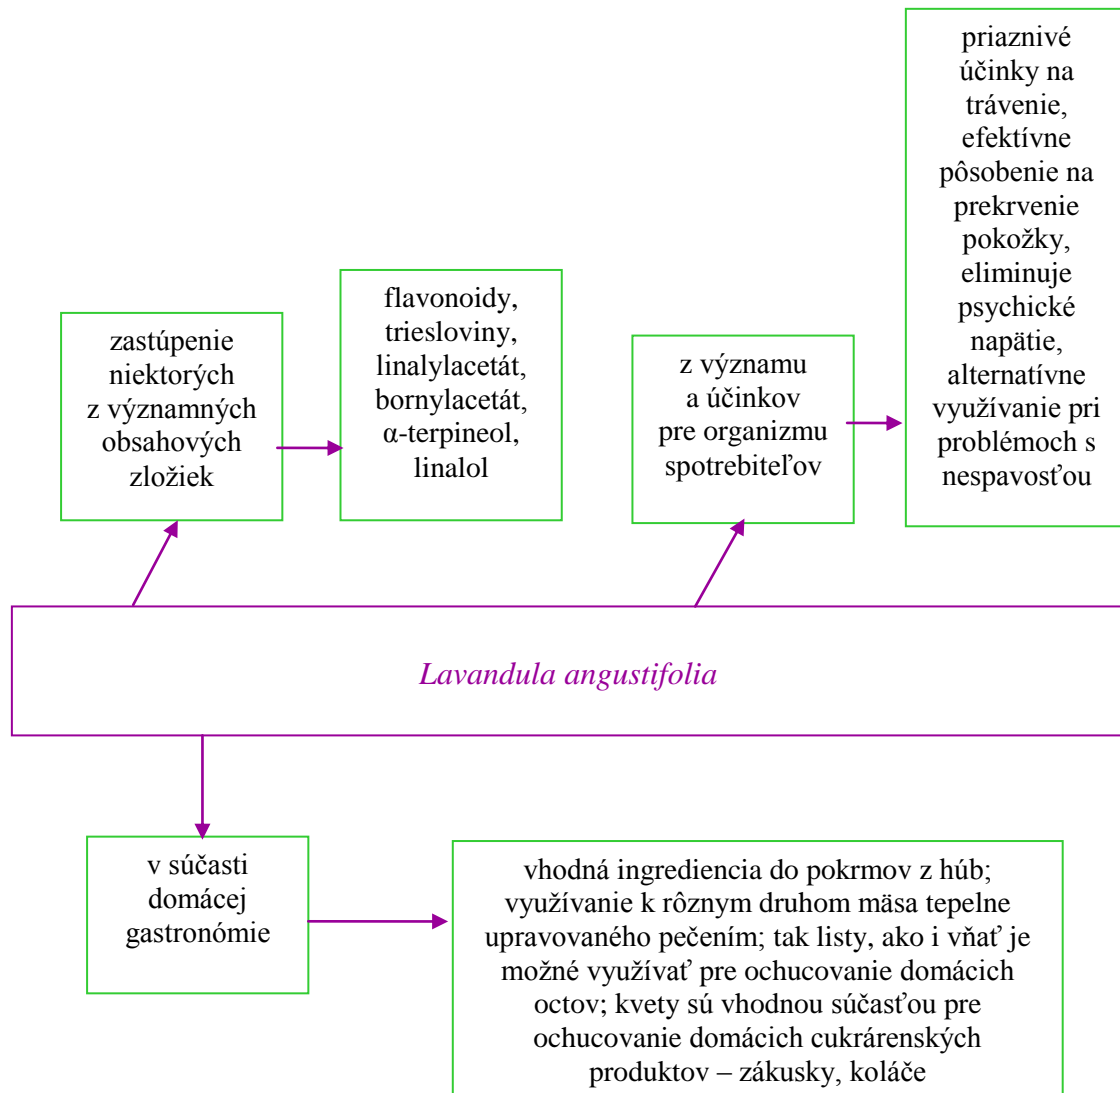 priaznivé
účinky na
trávenie,
efektívne
pôsobenie na
prekrvenie
pokožky,
eliminuje
psychické
napätie,
alternatívne
využívanie pri
problémoch s
nespavosťou
flavonoidy,
triesloviny,
linalylacetát,
bornylacetát,
α-terpineol,
linalol
zastúpenie
niektorých
z významných
obsahových
zložiek
z významu
a účinkov
pre organizmu
spotrebiteľov
Lavandula angustifolia
v súčasti
domácej
gastronómie
vhodná ingrediencia do pokrmov z húb;
využívanie k rôznym druhom mäsa tepelne
upravovaného pečením; tak listy, ako i vňať je
možné využívať pre ochucovanie domácich
octov; kvety sú vhodnou súčasťou pre
ochucovanie domácich cukrárenských
produktov – zákusky, koláče